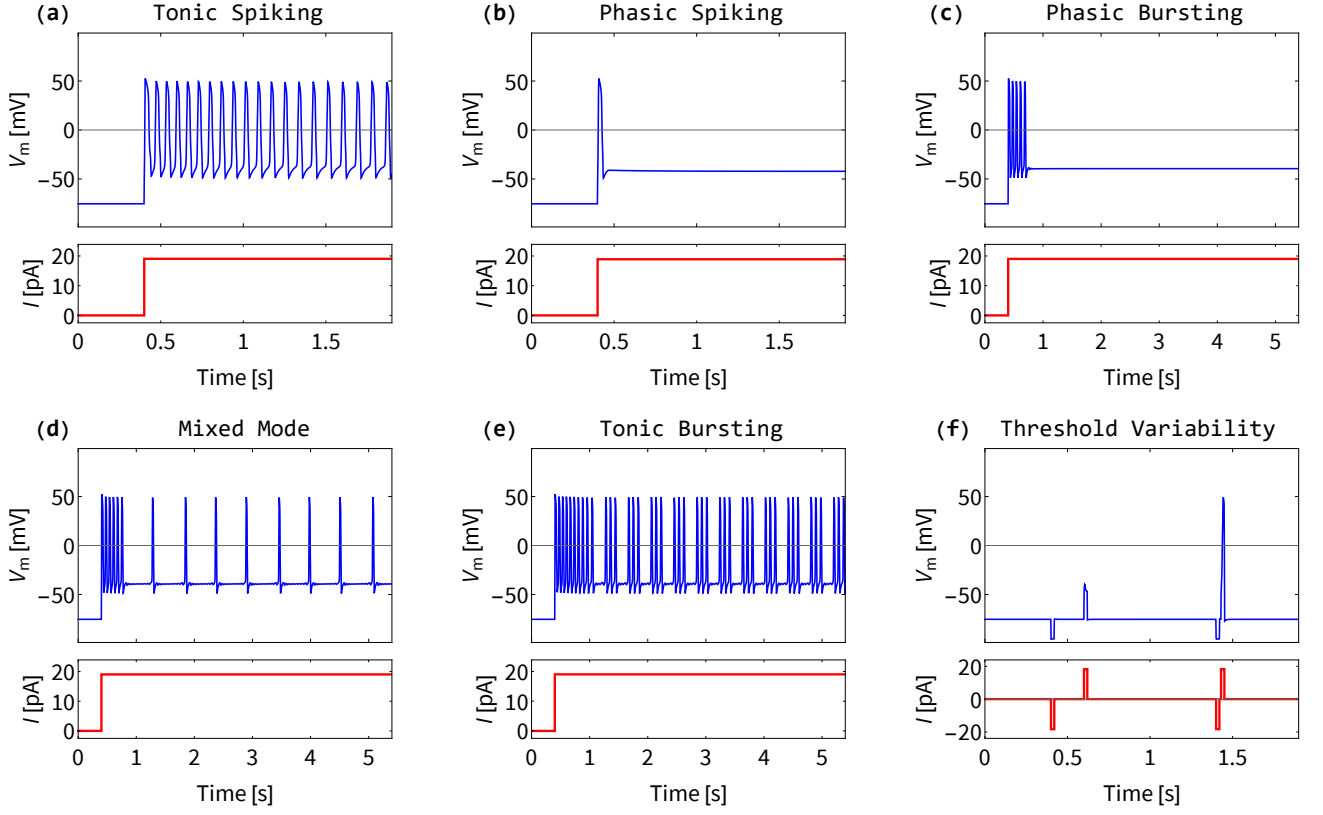 (a) Tonic Spiking
50
0
−50
Vm [mV]
20
10
0
I [pA]
0 0.5 1 1.5
Time [s]
(b) Phasic Spiking
50
0
−50
Vm [mV]
20
10
0
I [pA]
0 0.5 1 1.5
Time [s]
(c) Phasic Bursting
50
0
−50
Vm [mV]
20
10
0
I [pA]
0 1 2 3 4 5
Time [s]
(d) Mixed Mode
50
0
−50
Vm [mV]
20
10
0
I [pA]
0 1 2 3 4 5
Time [s]
(e) Tonic Bursting
50
0
−50
Vm [mV]
20
10
0
I [pA]
0 1 2 3 4 5
Time [s]
(f) Threshold Variability
50
0
−50
Vm [mV]
20
0
−20
I [pA]
0 0.5 1 1.5
Time [s]